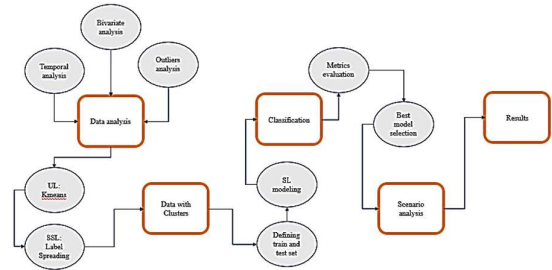 Bivariate
analysis
Temporal
analysis
Outliers
analysis
Data analysis
UL:
Kmeans
SSL:
Label
Spreading
Data with
Clusters
Defining
train and
test set
SL
modeling
Classification
Metrics
evaluation
Best
model
selection
Scenario
analysis
Results